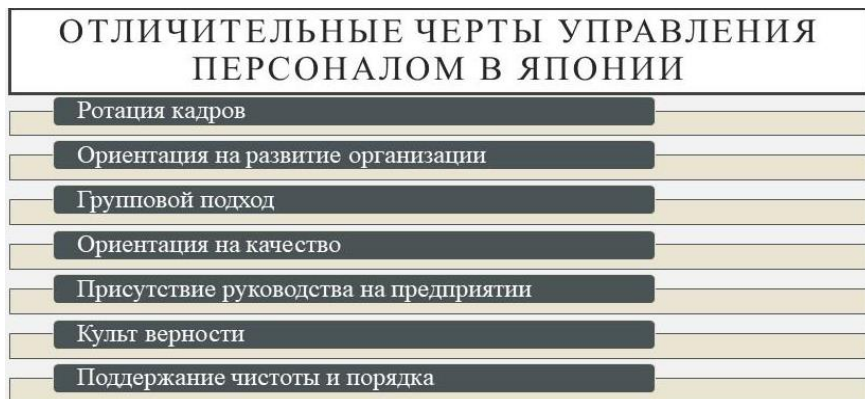 ОТЛИЧИТЕЛЬНЫЕ ЧЕРТЫ УПРАВЛЕНИЯ
ПЕРСОНАЛОМ В ЯПОНИИ
Ротация кадров
Ориентация на развитие организации
Групповой подход
Ориентация на качество
Присутствие руководства на предприятии
Культ верности
Поддержание чистоты и порядка